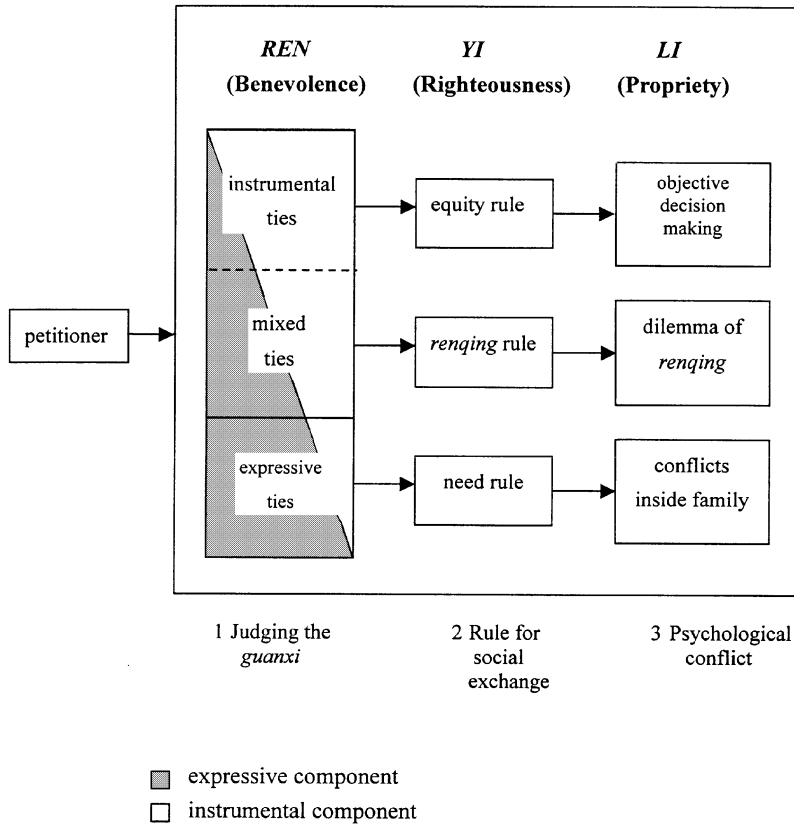 REN
(Benevolence)
YI
(Righteousness)
LI
(Propriety)
instrumental
ties
equity rule
objective
decision
making
petitioner
mixed
ties
renqing rule
dilemma of
renqing
expressive
ties
need rule
conflicts
inside family
1 Judging the
guanxi
2 Rule for
social
exchange
3 Psychological
conflict
expressive component
instrumental component